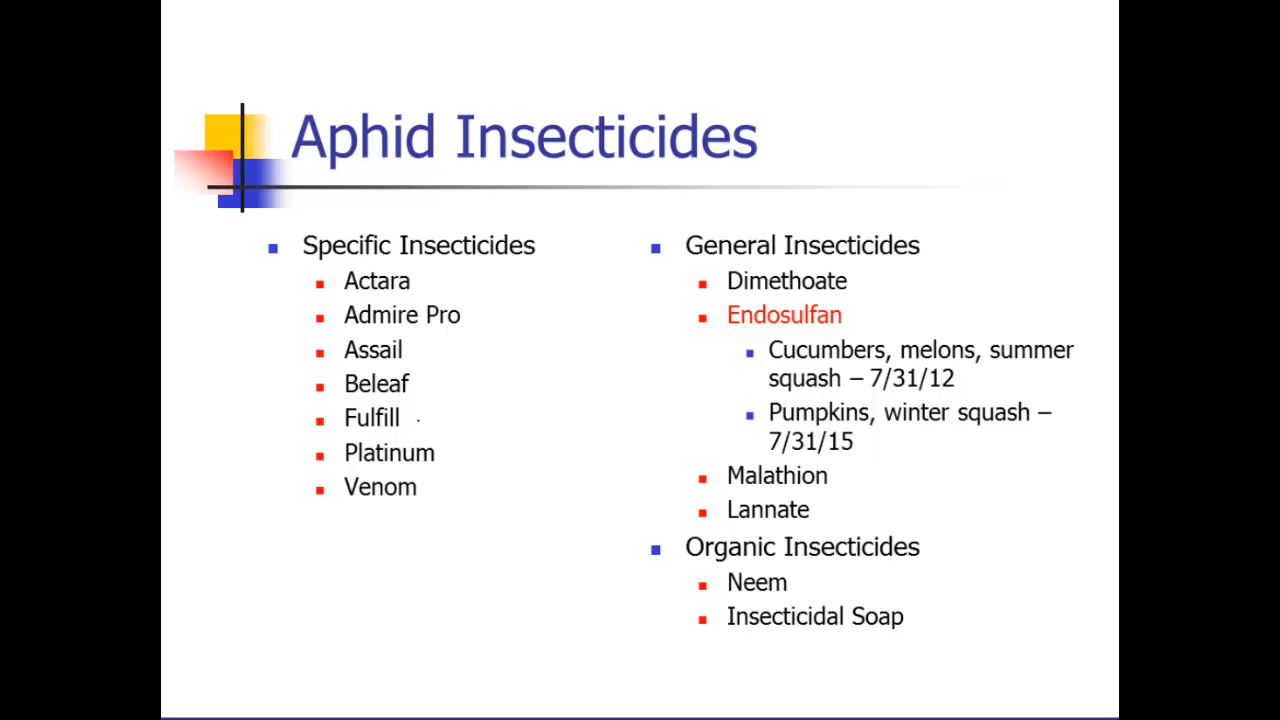 Aphid Insecticides
Specific Insecticides
Actara
Admire Pro
Assail
Beleaf
Fulfill
Platinum
Venom
General Insecticides
Dimethoate
Endosulfan
Cucumbers, melons, summer
squash – 7/31/12
Pumpkins, winter squash –
7/31/15
Malathion
Lannate
Organic Insecticides
Neem
Insecticidal Soap